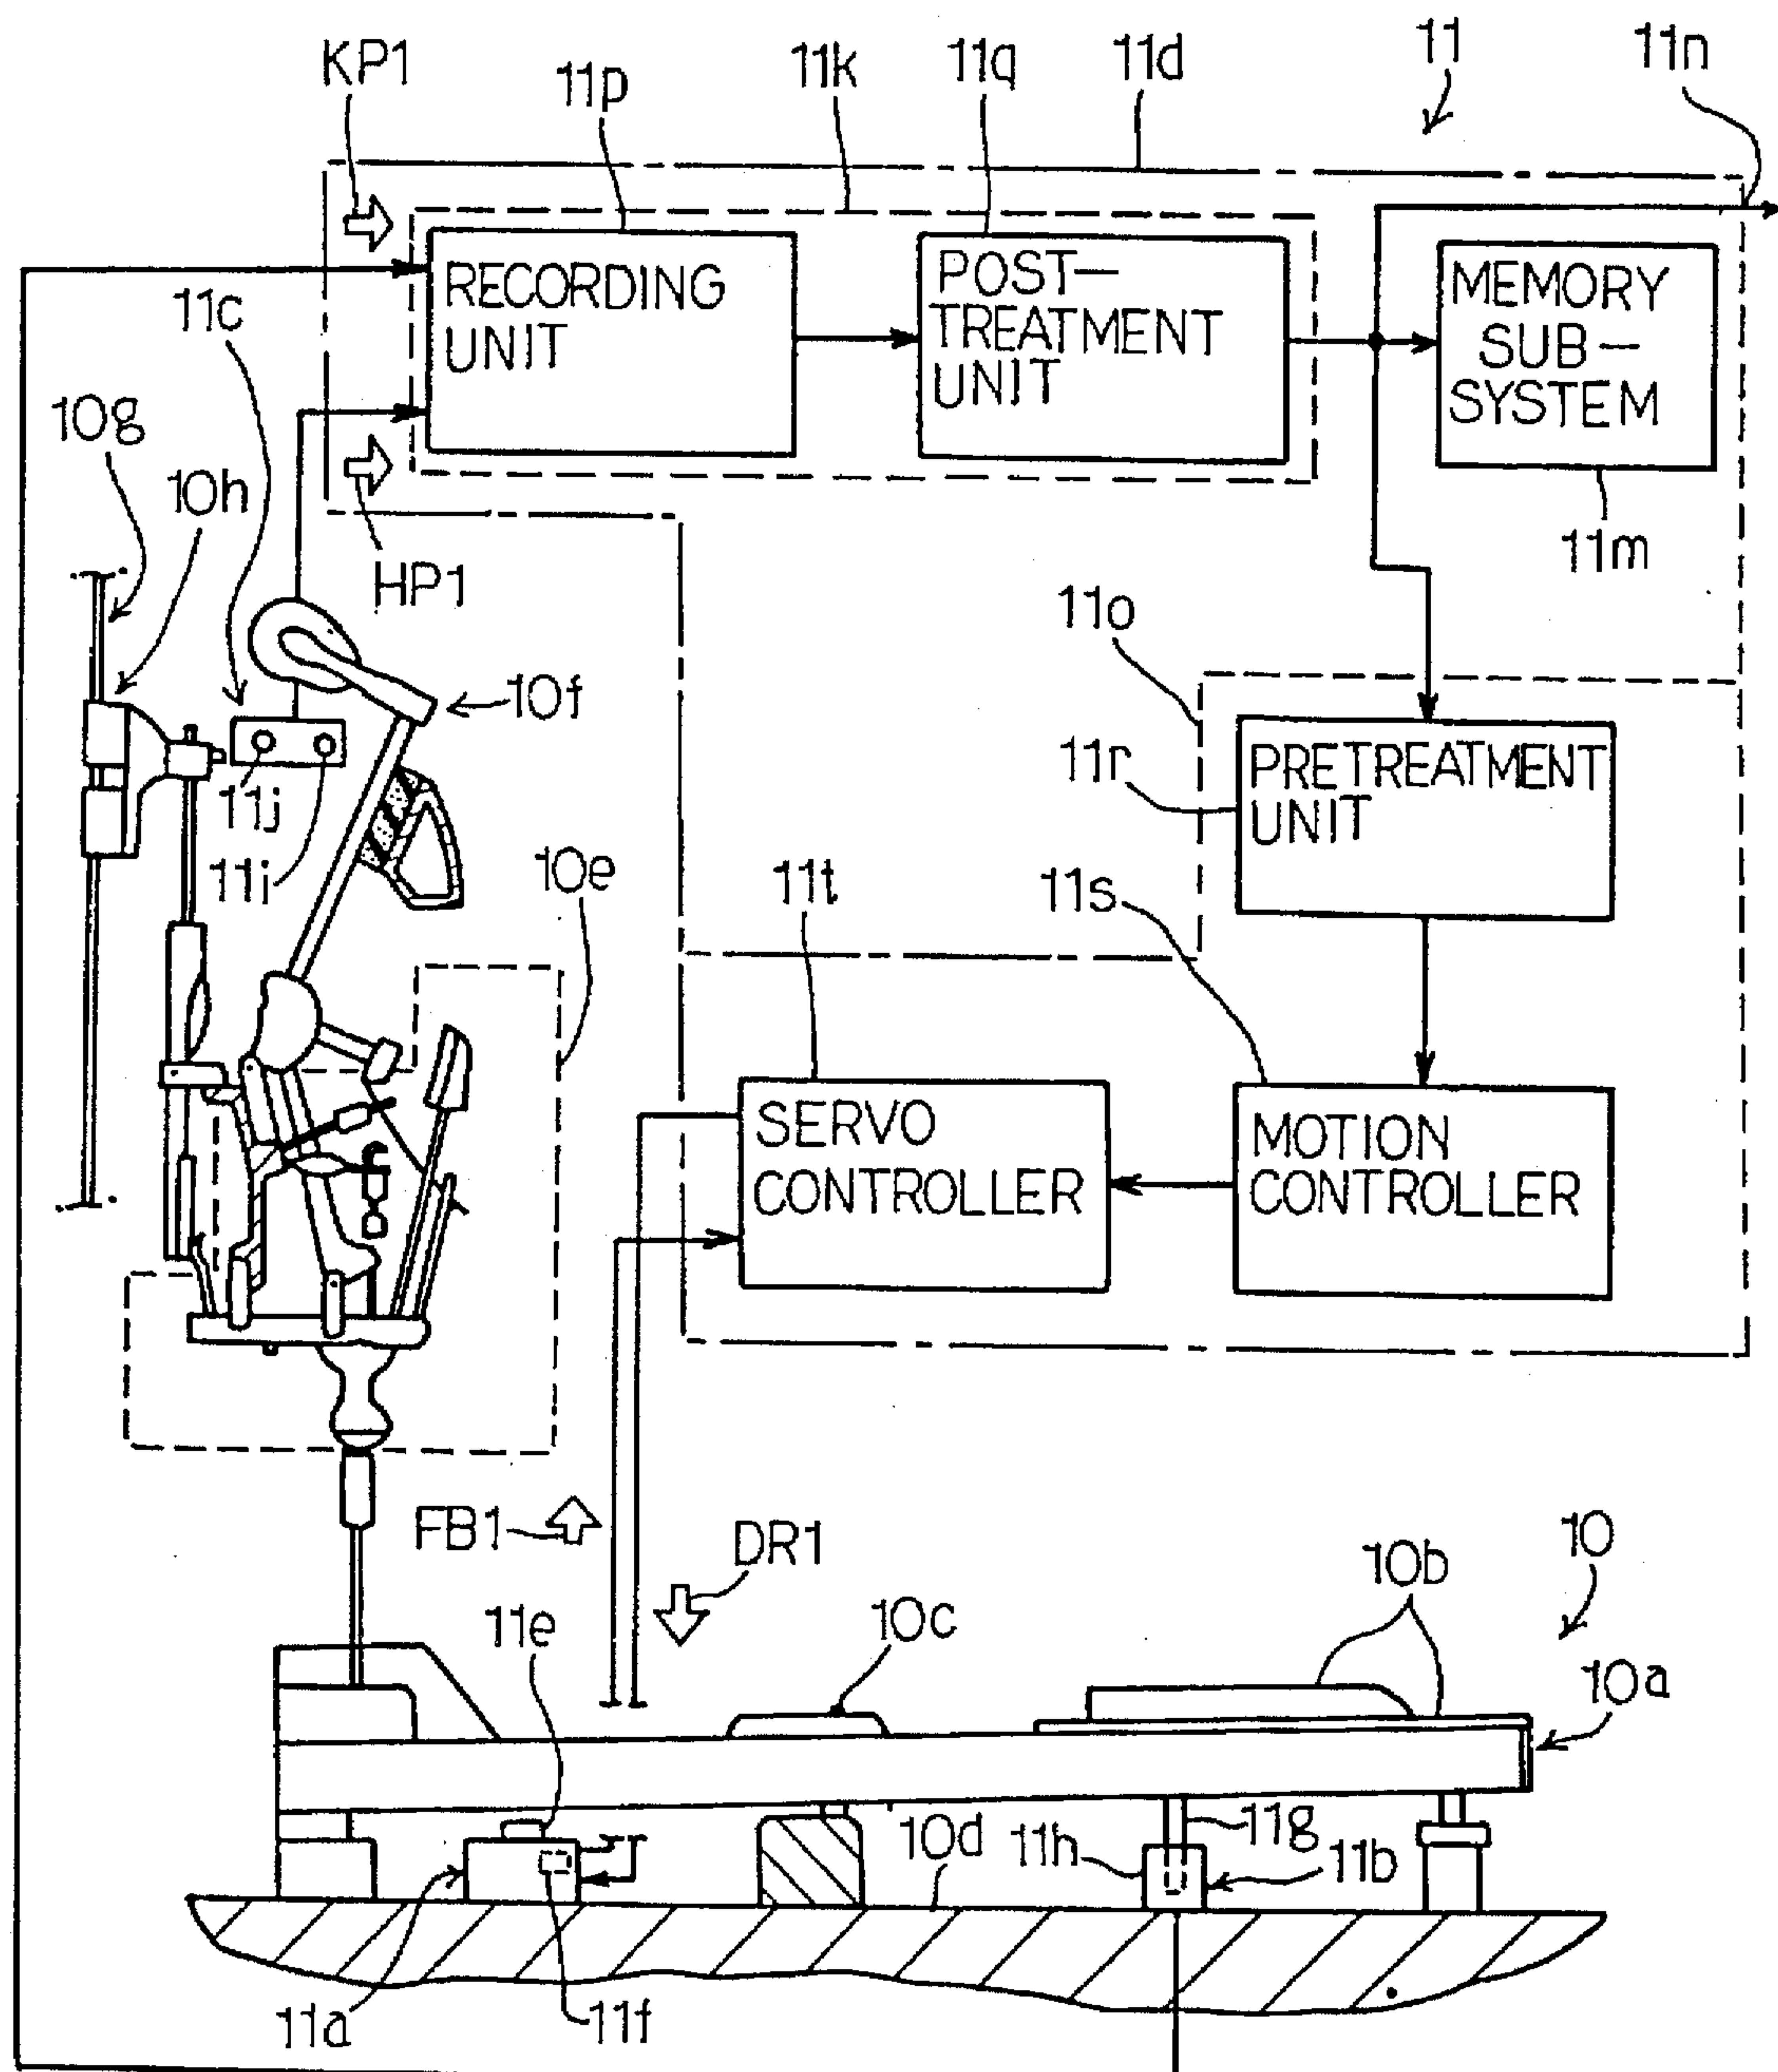 KP1
11p
11k
11q
11d
11
11n
RECORDING
UNIT
POST-
TREATMENT
UNIT
MEMORY
SUB-
SYSTEM
11c
10g
10h
HP1
11m
11o
10f
11r
PRETREATMENT
UNIT
11j
11i
10e
11t
11s
SERVO
CONTROLLER
MOTION
CONTROLLER
FB1
DR1
10
10b
11e
10c
10a
10d
11h
11g
11b
11a
11f